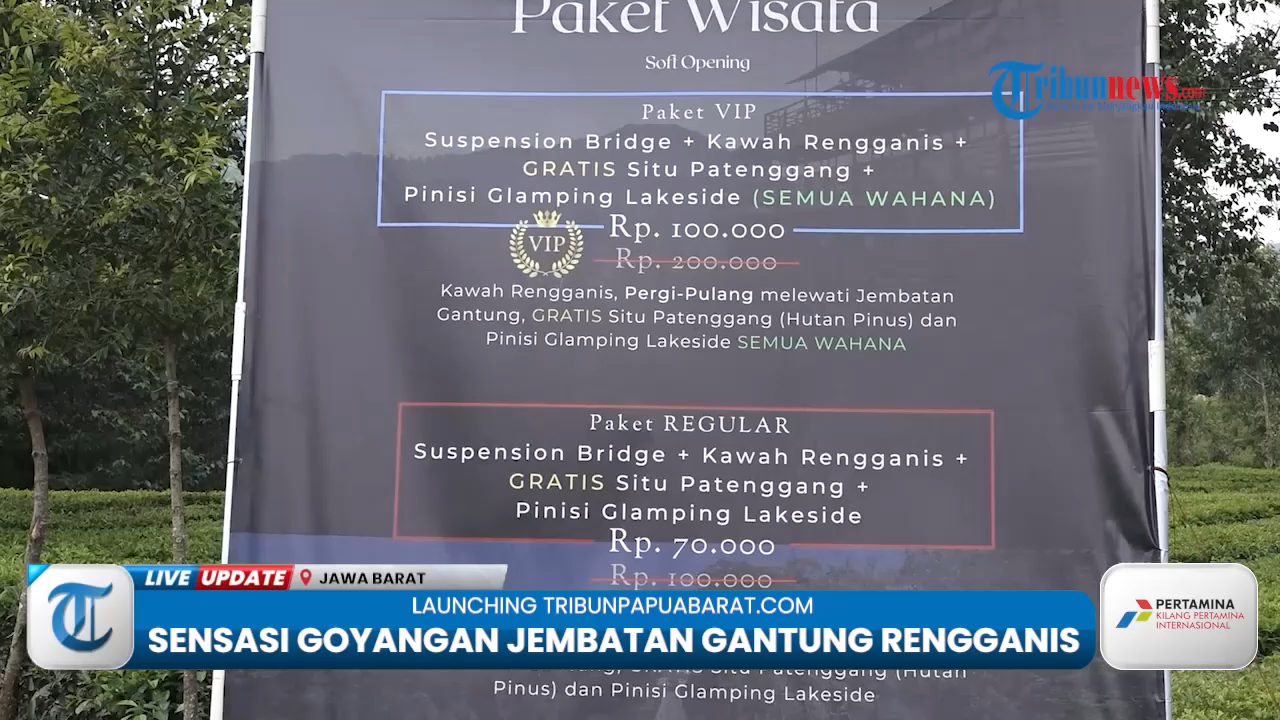 Paket Wisata
Soft Opening
Tribunnews.com
Paket VIP
Suspension Bridge + Kawah Rengganis +
GRATIS Situ Patenggang +
Pinisi Glamping Lakeside (SEMUA WAHANA)
Rp. 100.000
VIP
Rp. 200.000
Kawah Rengganis, Pergi-Pulang melewati Jembatan
Gantung, GRATIS Situ Patenggang (Hutan Pinus) dan
Pinisi Glamping Lakeside SEMUA WAHANA
Paket REGULAR
Suspension Bridge + Kawah Rengganis +
GRATIS Situ Patenggang +
Pinisi Glamping Lakeside
Rp. 70.000
Rp. 100.000
LIVE UPDATE JAWA BARAT
LAUNCHING TRIBUNPAPUABARAT.COM
SENSASI GOYANGAN JEMBATAN GANTUNG RENGGANIS
PERTAMINA
KILANG PERTAMINA
INTERNASIONAL
GRATIS Situ Patenggang (Hutan
Pinus) dan Pinisi Glamping Lakeside